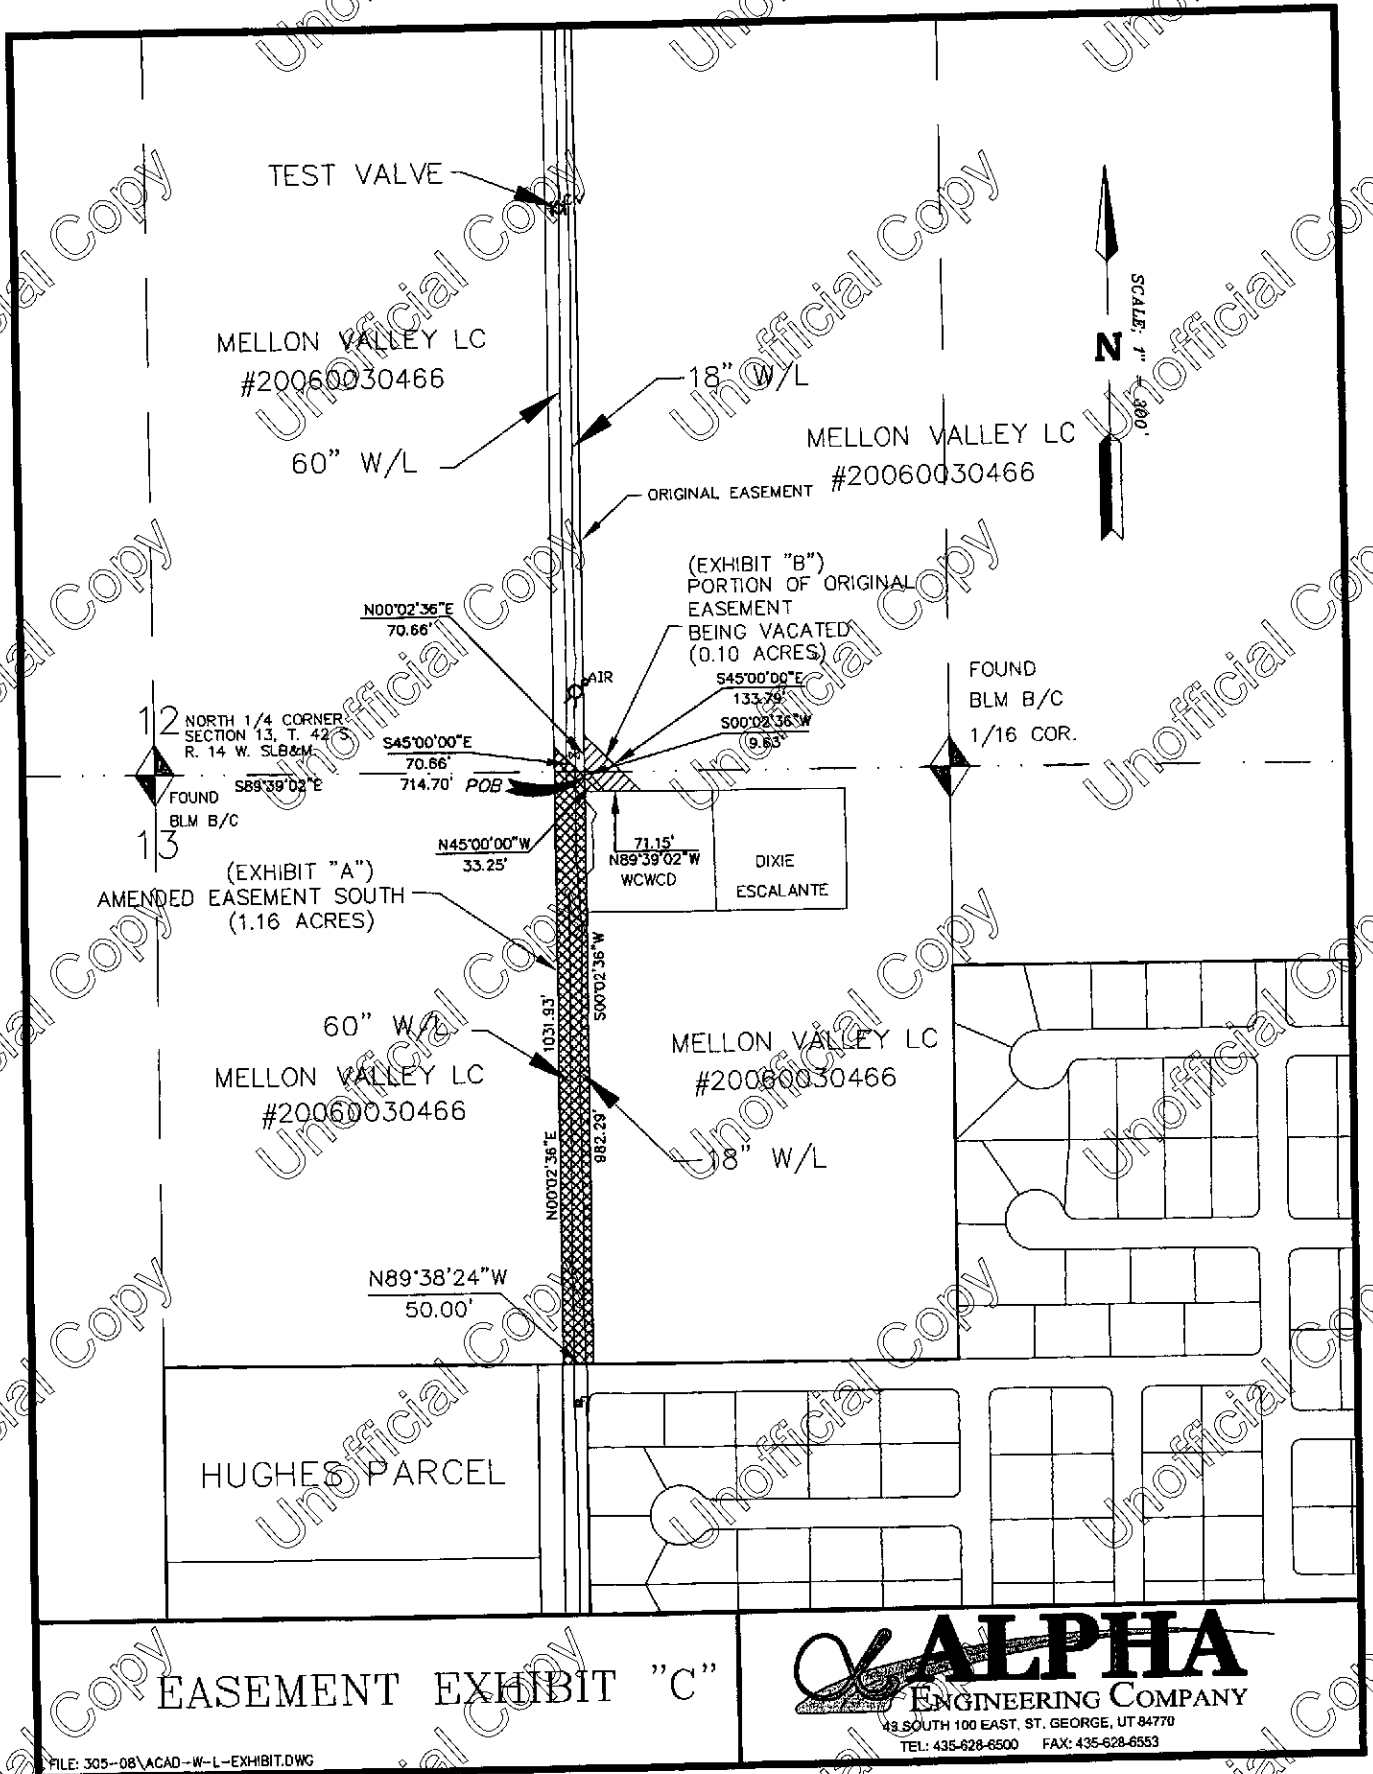 TEST VALVE
MELLON VALLEY LC
#20060030466
60" W/L
18" W/L
SCALE: 1" = 300'
N
MELLON VALLEY LC
#20060030466
ORIGINAL EASEMENT
(EXHIBIT "B")
PORTION OF ORIGINAL
EASEMENT
BEING VACATED
(0.10 ACRES)
N00°02'36"E
70.66'
AIR
S45°00'00"E
133.79'
S00°02'36"W
9.63'
FOUND
BLM B/C
1/16 COR.
12
NORTH 1/4 CORNER
SECTION 13, T. 42 S.
R. 14 W. SLB&M
S45°00'00"E
70.66'
S89°39'02"E
714.70'
POB
FOUND
BLM B/C
13
N45°00'00"W
33.25'
71.15'
N89°39'02"W
WCWCD
DIXIE
ESCALANTE
(EXHIBIT "A")
AMENDED EASEMENT SOUTH
(1.16 ACRES)
S00°02'36"W
982.29'
1031.93'
N00°02'36"E
60" W/L
MELLON VALLEY LC
#20060030466
MELLON VALLEY LC
#20060030466
18" W/L
N89°38'24"W
50.00'
HUGHES PARCEL
EASEMENT EXHIBIT "C"
FILE: 305-08\ACAD-W-L-EXHIBIT.DWG
ALPHA
ENGINEERING COMPANY
43 SOUTH 100 EAST, ST. GEORGE, UT 84770
TEL: 435-628-6500 FAX: 435-628-6553
Unofficial Copy